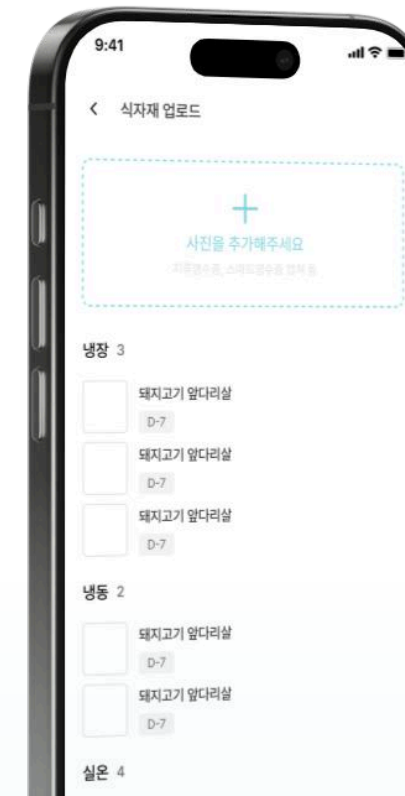 9:41
식자재 업로드
사진을 추가해주세요
냉장 3
돼지고기 앞다리살
D-7
돼지고기 앞다리살
D-7
돼지고기 앞다리살
D-7
냉동 2
돼지고기 앞다리살
D-7
돼지고기 앞다리살
D-7
실온 4